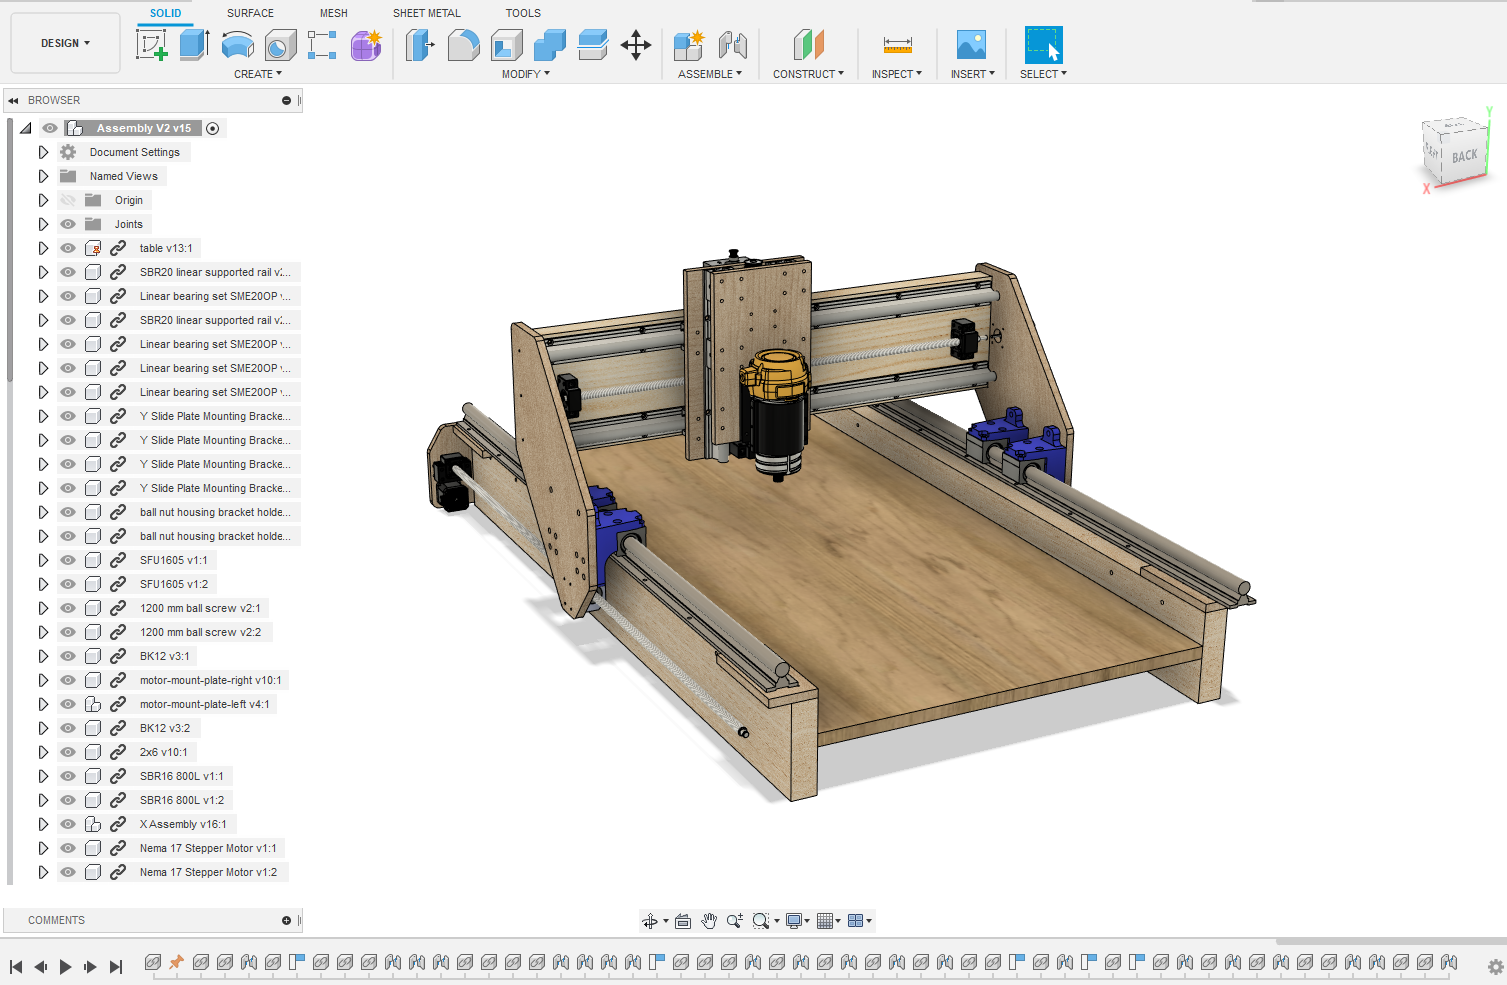 SOLID SURFACE MESH SHEET METAL TOOLS
DESIGN
CREATE MODIFY ASSEMBLE CONSTRUCT INSPECT INSERT SELECT
BROWSER
Assembly V2 v15
Document Settings
Named Views
Origin
Joints
table v13:1
SBR20 linear supported rail v2...
Linear bearing set SME20OP v...
SBR20 linear supported rail v2...
Linear bearing set SME20OP ...
Linear bearing set SME20OP ...
Linear bearing set SME20OP ...
Y Slide Plate Mounting Bracke...
Y Slide Plate Mounting Bracke...
Y Slide Plate Mounting Bracke...
Y Slide Plate Mounting Bracke...
ball nut housing bracket holde...
ball nut housing bracket holde...
SFU1605 v1:1
SFU1605 v1:2
1200 mm ball screw v2:1
1200 mm ball screw v2:2
BK12 v3:1
motor-mount-plate-right v10:1
motor-mount-plate-left v4:1
BK12 v3:2
2x6 v10:1
SBR16 800L v1:1
SBR16 800L v1:2
X Assembly v16:1
Nema 17 Stepper Motor v1:1
Nema 17 Stepper Motor v1:2
COMMENTS
Y
BACK
X